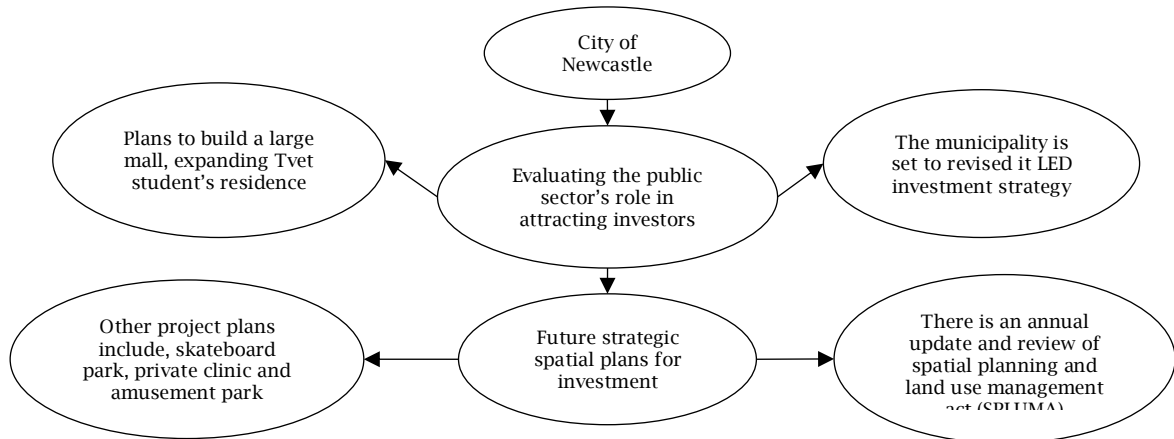 City of
Newcastle
Plans to build a large
mall, expanding Tvet
student's residence
Evaluating the public
sector's role in
attracting investors
The municipality is
set to revised it LED
investment strategy
Other project plans
include, skateboard
park, private clinic and
amusement park
Future strategic
spatial plans for
investment
There is an annual
update and review of
spatial planning and
land use management
act (SPLUMA)